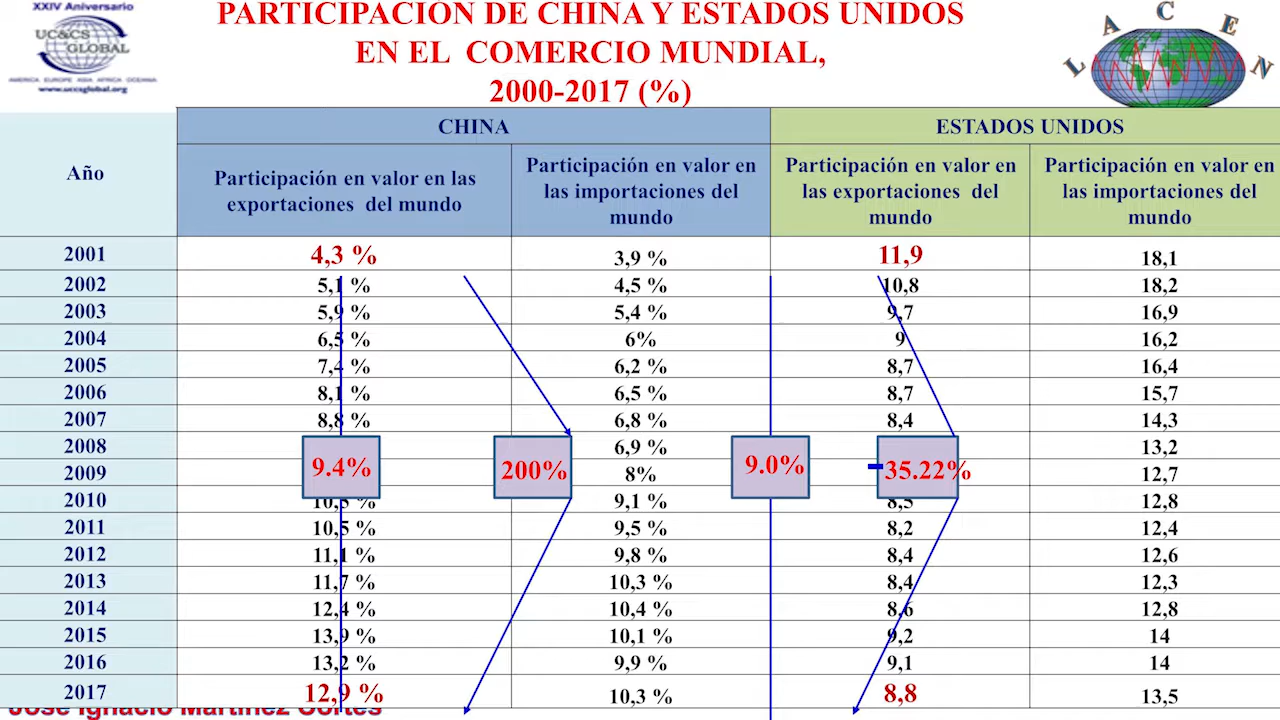 XXIV Aniversario
UC&CS
GLOBAL
AMERICA EUROPE ASIA AFRICA OCEANIA
www.uccsglobal.org
PARTICIPACION DE CHINA Y ESTADOS UNIDOS
EN EL COMERCIO MUNDIAL,
2000-2017 (%)
L A C E N
Año
CHINA
ESTADOS UNIDOS
Participación en valor en las
exportaciones del mundo
Participación en valor en
las importaciones del
mundo
Participación en valor en
las exportaciones del
mundo
Participación en valor en
las importaciones del
mundo
2001 4,3 % 3,9 % 11,9 18,1
2002 5,1 % 4,5 % 10,8 18,2
2003 5,9 % 5,4 % 9,7 16,9
2004 6,5 % 6% 9 16,2
2005 7,4 % 6,2 % 8,7 16,4
2006 8,1 % 6,5 % 8,7 15,7
2007 8,8 % 6,8 % 8,4 14,3
2008 6,9 % 13,2
9.4% 200% 9.0% -35.22%
2009 8% 12,7
2010 10,3 % 9,1 % 8,5 12,8
2011 10,5 % 9,5 % 8,2 12,4
2012 11,1 % 9,8 % 8,4 12,6
2013 11,7 % 10,3 % 8,4 12,3
2014 12,4 % 10,4 % 8,6 12,8
2015 13,9 % 10,1 % 9,2 14
2016 13,2 % 9,9 % 9,1 14
2017 12,9 % 10,3 % 8,8 13,5
José Ignacio Martínez Cortés